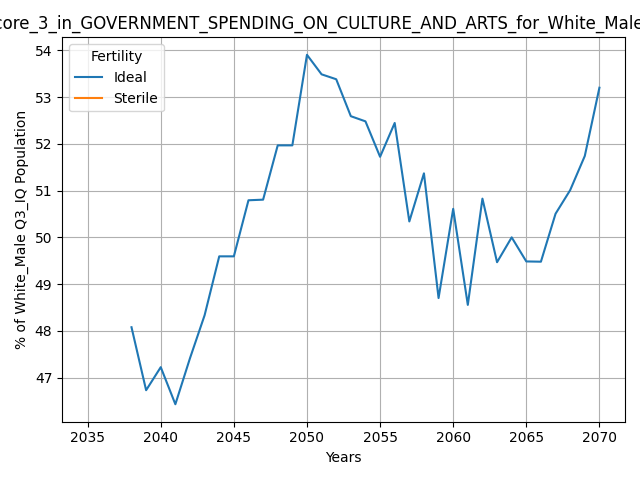 core_3_in_GOVERNMENT_SPENDING_ON_CULTURE_AND_ARTS_for_White_Male
Fertility
Ideal
Sterile
54
53
52
51
50
49
48
47
% of White_Male Q3_IQ Population
2035 2040 2045 2050 2055 2060 2065 2070
Years